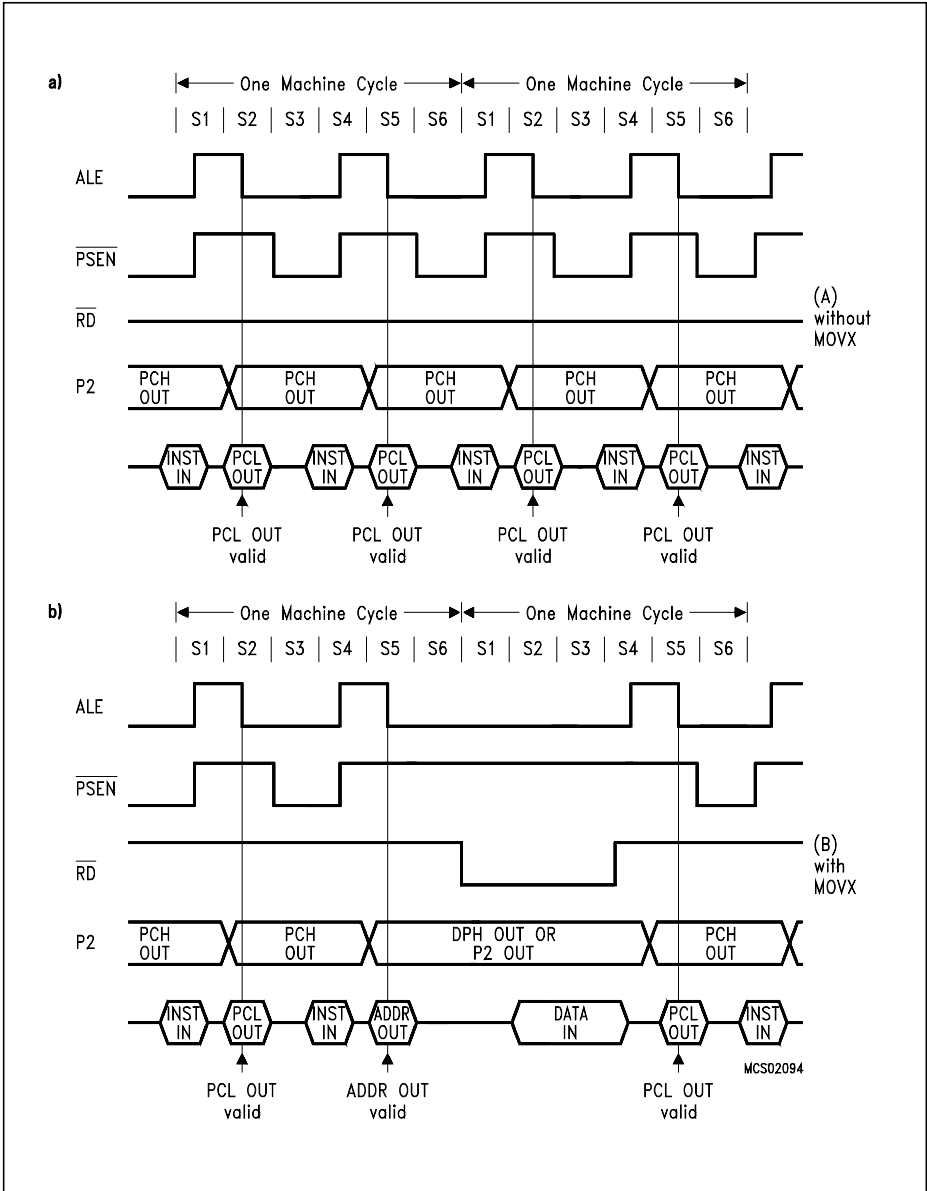 a)
One Machine Cycle One Machine Cycle
S1 S2 S3 S4 S5 S6 S1 S2 S3 S4 S5 S6
ALE
PSEN
RD
(A)
without
MOVX
P2
PCH PCH PCH PCH PCH
OUT OUT OUT OUT OUT
INST PCL INST PCL INST PCL INST PCL INST
IN OUT IN OUT IN OUT IN OUT IN
PCL OUT PCL OUT PCL OUT PCL OUT
valid valid valid valid
b)
One Machine Cycle One Machine Cycle
S1 S2 S3 S4 S5 S6 S1 S2 S3 S4 S5 S6
ALE
PSEN
RD
(B)
with
MOVX
P2
PCH PCH DPH OUT OR PCH
OUT OUT P2 OUT OUT
INST PCL INST ADDR DATA PCL INST
IN OUT IN OUT IN OUT IN
MCS02094
PCL OUT ADDR OUT PCL OUT
valid valid valid